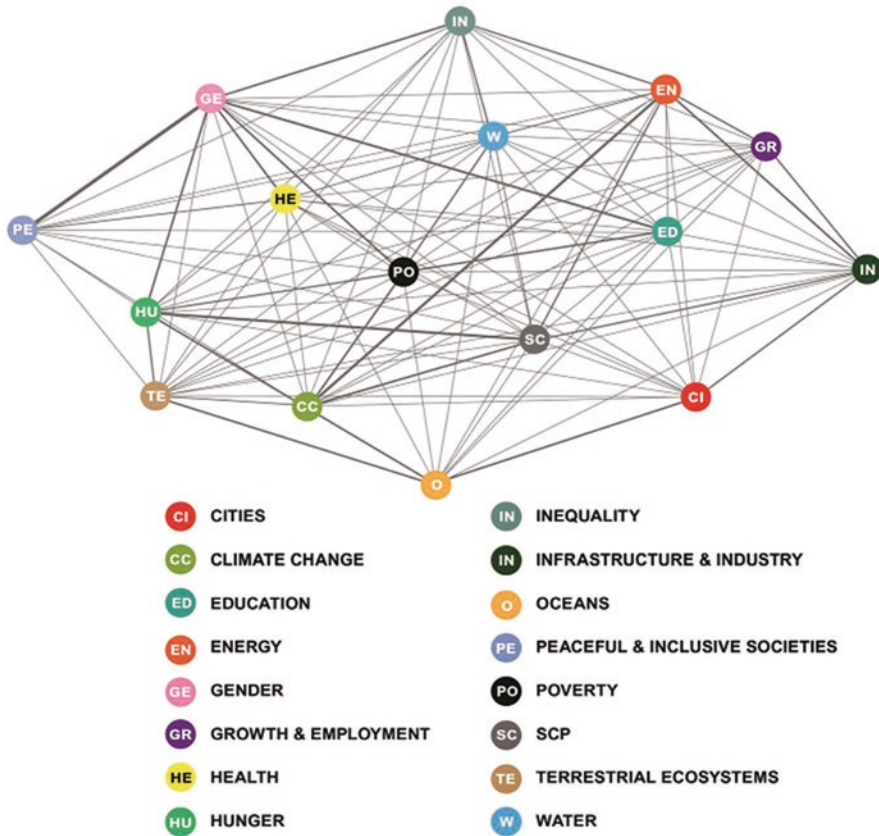 IN
GE
EN
W
GR
HE
PE
ED
PO
IN
HU
SC
TE
CC
CI
O
CI CITIES
IN INEQUALITY
CC CLIMATE CHANGE
IN INFRASTRUCTURE & INDUSTRY
ED EDUCATION
O OCEANS
EN ENERGY
PE PEACEFUL & INCLUSIVE SOCIETIES
GE GENDER
PO POVERTY
GR GROWTH & EMPLOYMENT
SC SCP
HE HEALTH
TE TERRESTRIAL ECOSYSTEMS
HU HUNGER
W WATER